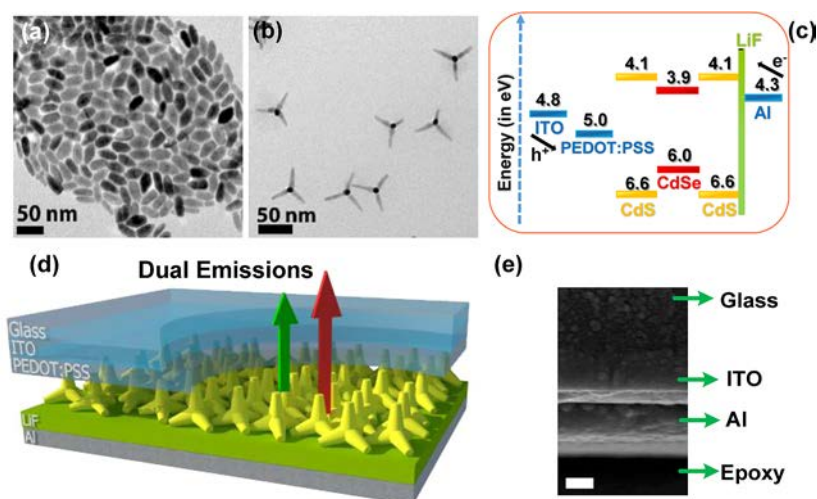 (a)
50 nm
(b)
50 nm
(c)
LiF
Energy (in eV)
4.8
ITO
h+
5.0
PEDOT:PSS
4.1
3.9
4.1
e-
4.3
Al
6.0
CdSe
6.6
CdS
6.6
CdS
(d)
Dual Emissions
Glass
ITO
PEDOT:PSS
LiF
Al
(e)
Glass
ITO
Al
Epoxy